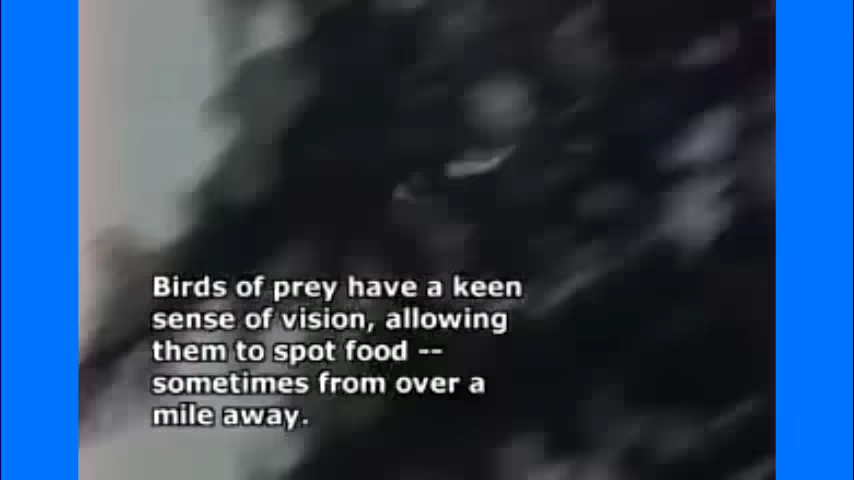 Birds of prey have a keen
sense of vision, allowing
them to spot food --
sometimes from over a
mile away.